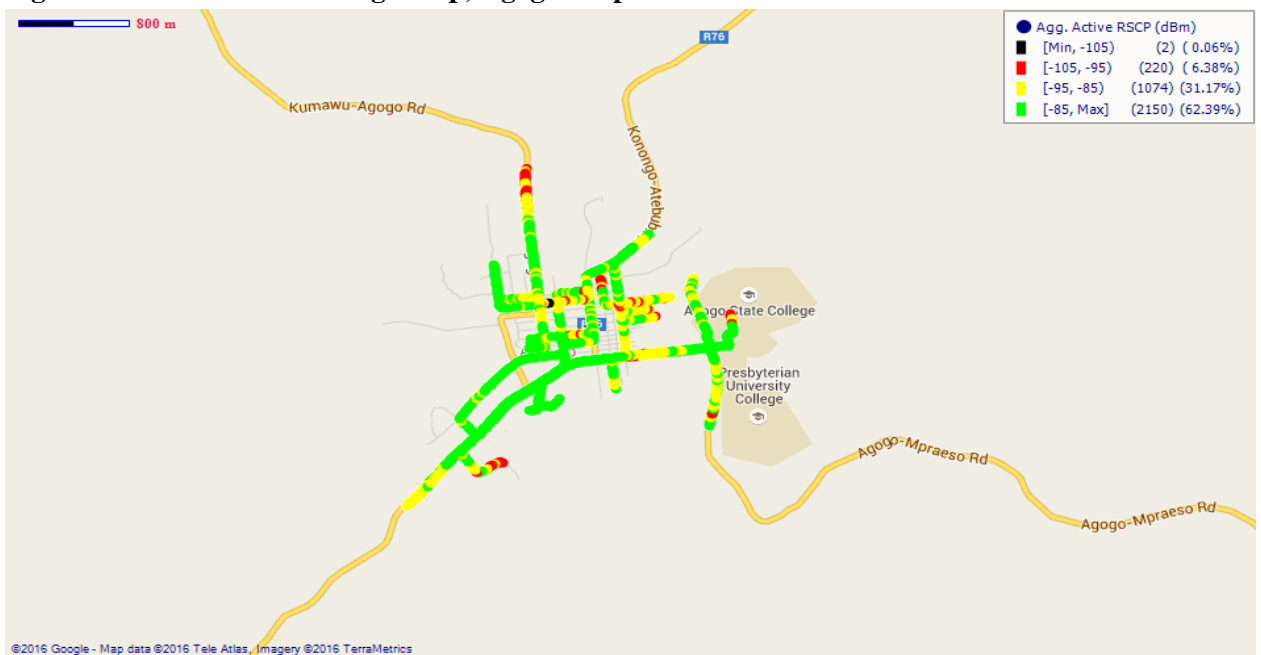 800 m
R76
Agg. Active RSCP (dBm)
[Min, -105) (2) ( 0.06%)
[-105, -95) (220) ( 6.38%)
[-95, -85) (1074) (31.17%)
[-85, Max] (2150) (62.39%)
Kumawu-Agogo Rd
Konongo-Atebub
Agogo State College
Presbyterian
University
College
Agogo-Mpraeso Rd
Agogo-Mpraeso Rd
©2016 Google - Map data ©2016 Tele Atlas, Imagery ©2016 TerraMetrics